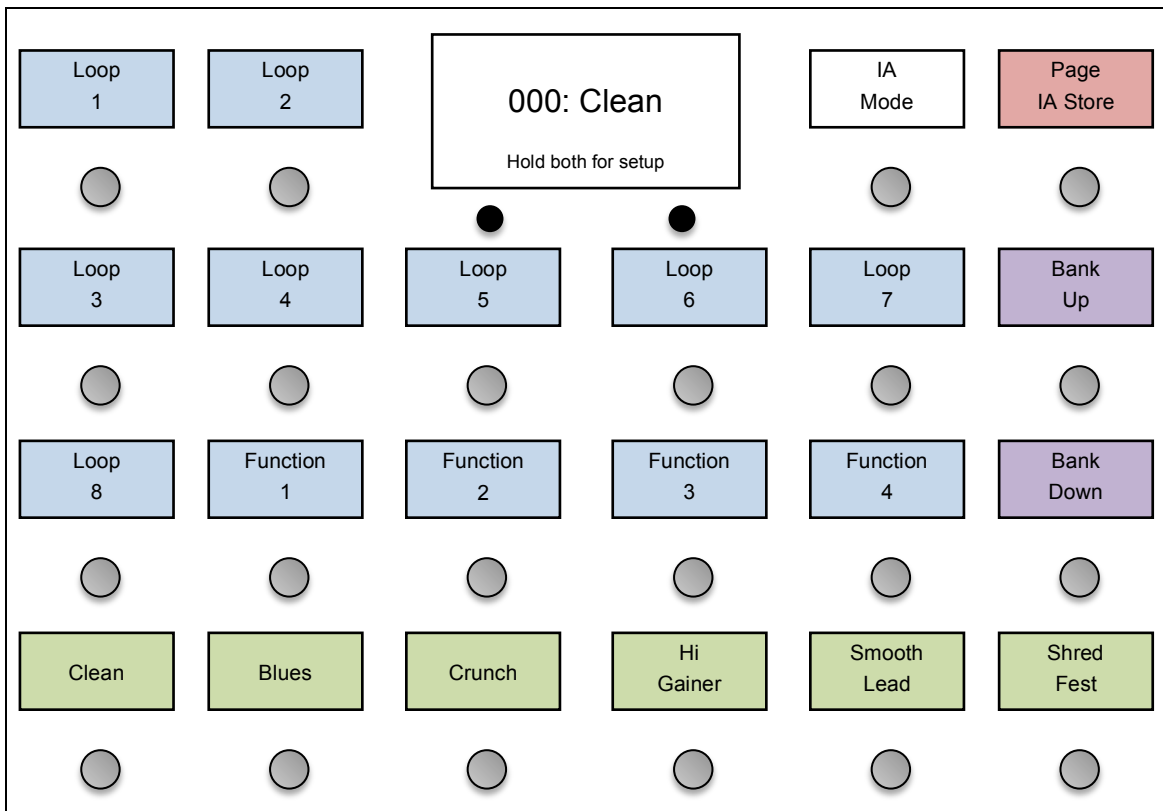 Loop
1
Loop
2
000: Clean
Hold both for setup
IA
Mode
Page
IA Store
Loop
3
Loop
4
Loop
5
Loop
6
Loop
7
Bank
Up
Loop
8
Function
1
Function
2
Function
3
Function
4
Bank
Down
Clean
Blues
Crunch
Hi
Gainer
Smooth
Lead
Shred
Fest